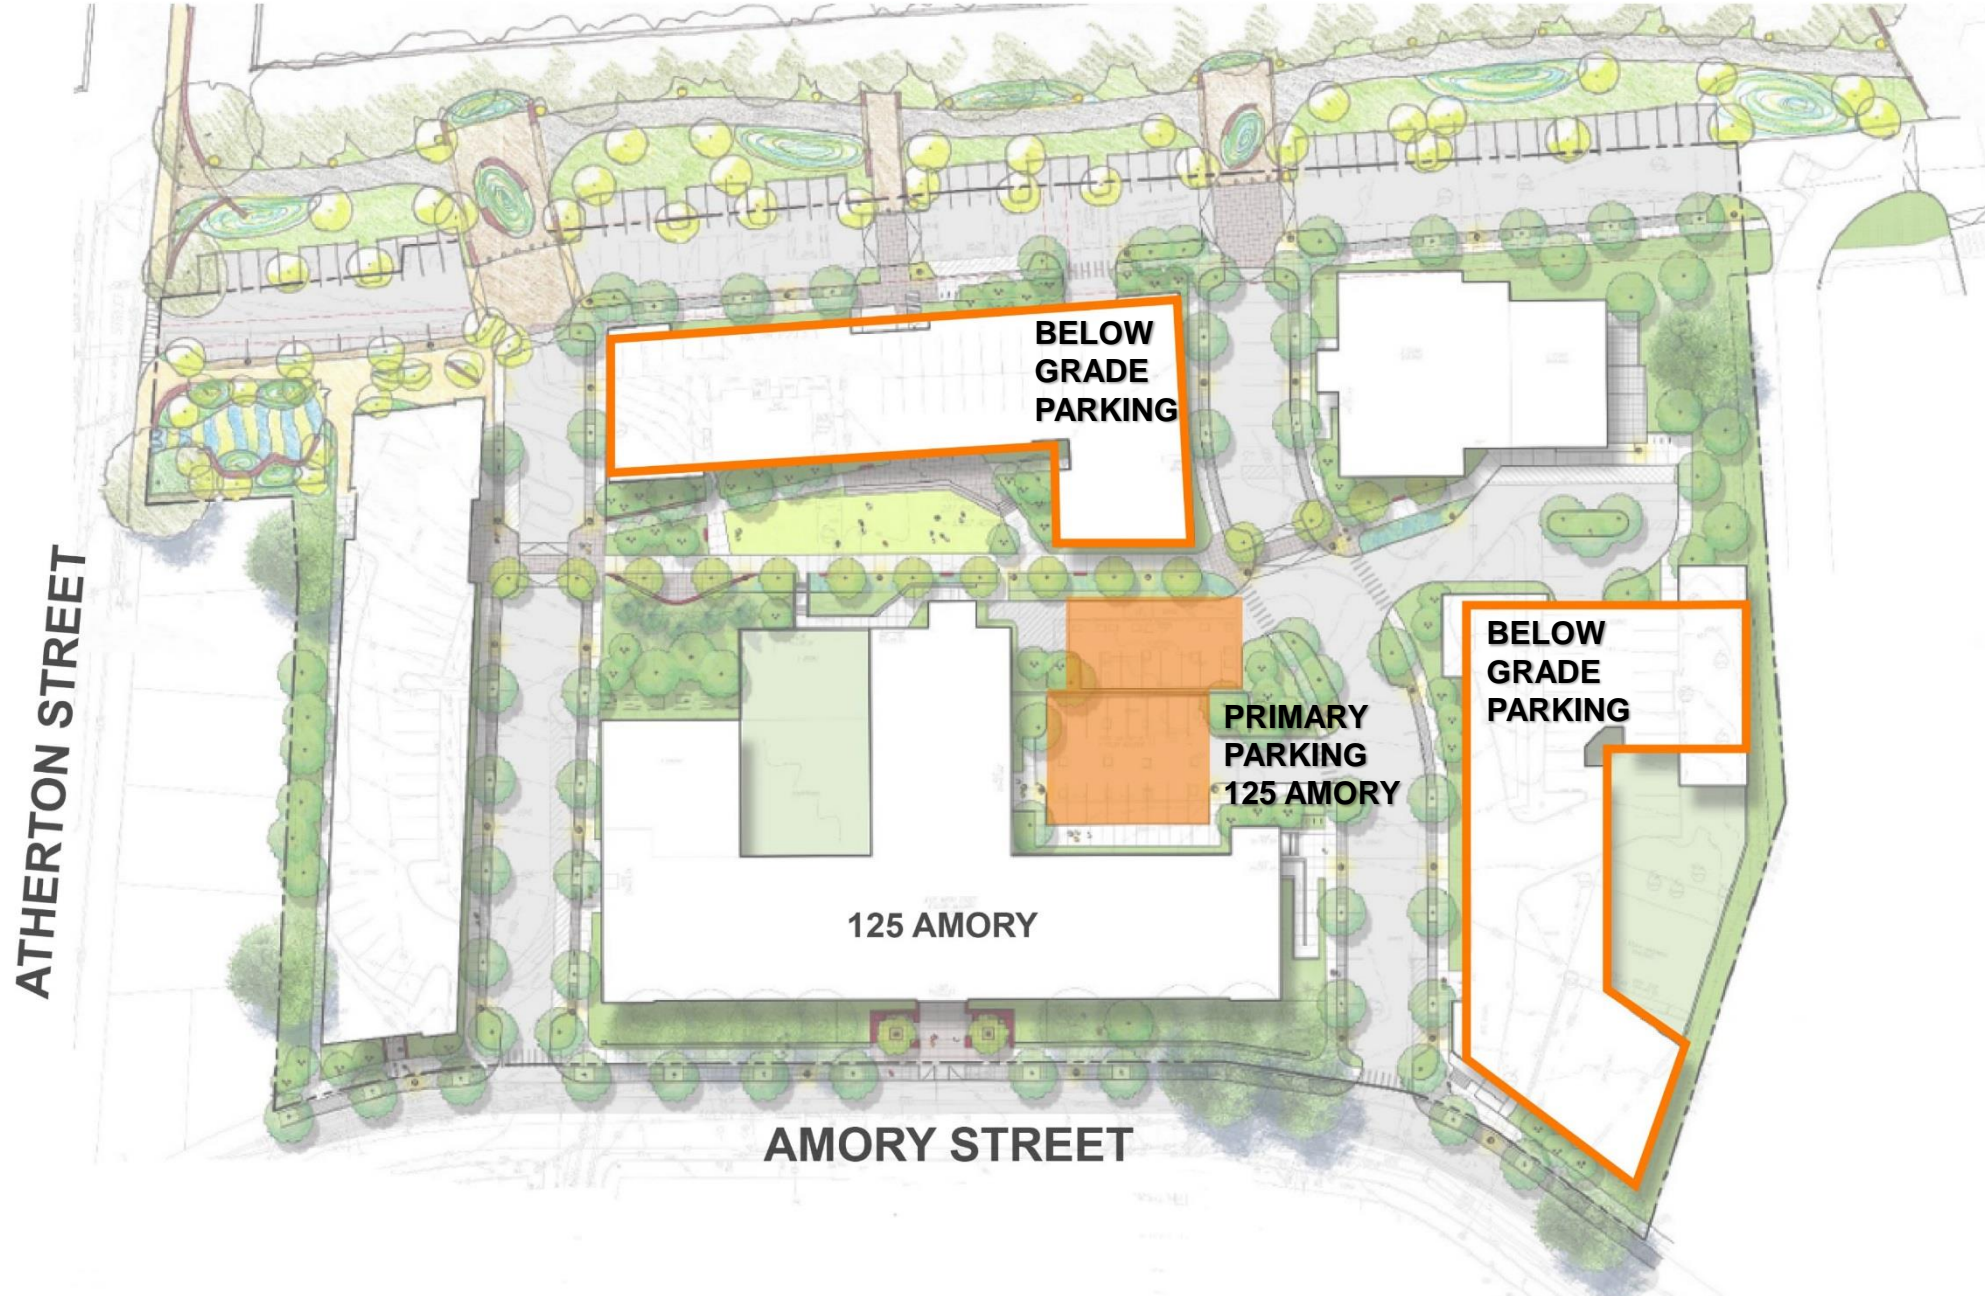 BELOW
GRADE
PARKING
ATHERTON STREET
BELOW
GRADE
PARKING
PRIMARY
PARKING
125 AMORY
125 AMORY
AMORY STREET